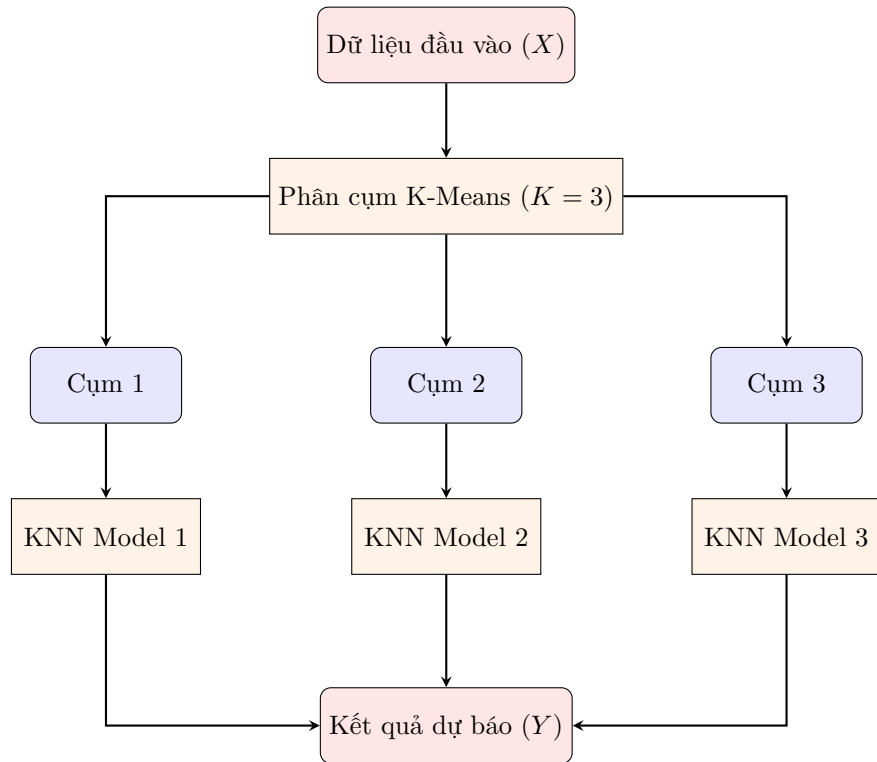 Dữ liệu đầu vào (X)
Phân cụm K-Means (K = 3)
Cụm 1
Cụm 2
Cụm 3
KNN Model 1
KNN Model 2
KNN Model 3
Kết quả dự báo (Y)